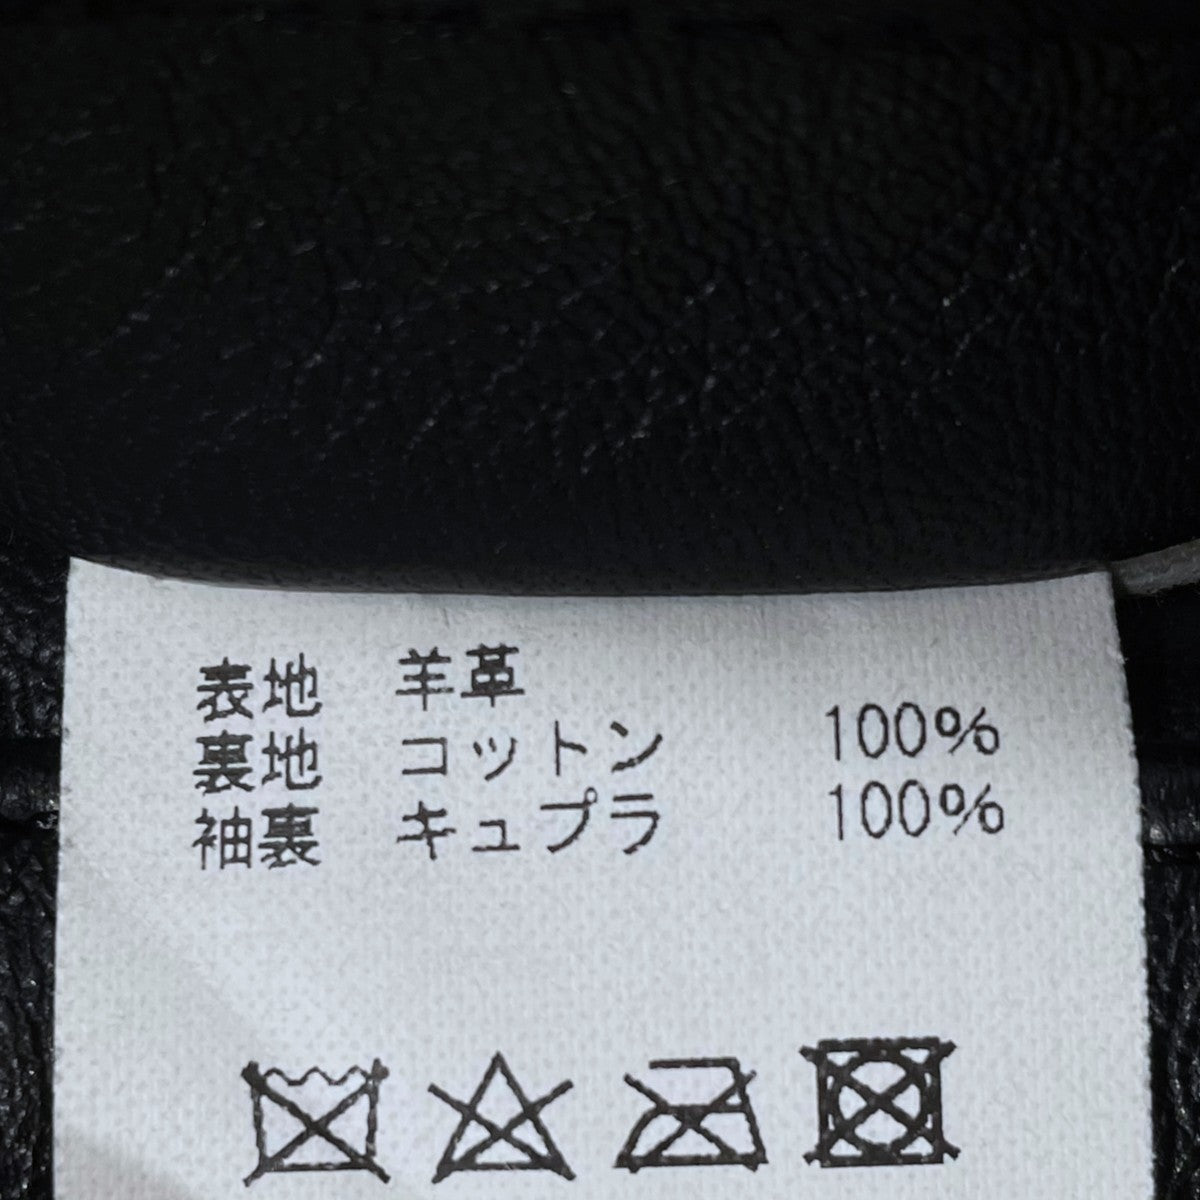 表地 羊革
裏地 コットン 100%
袖裏 キュプラ 100%